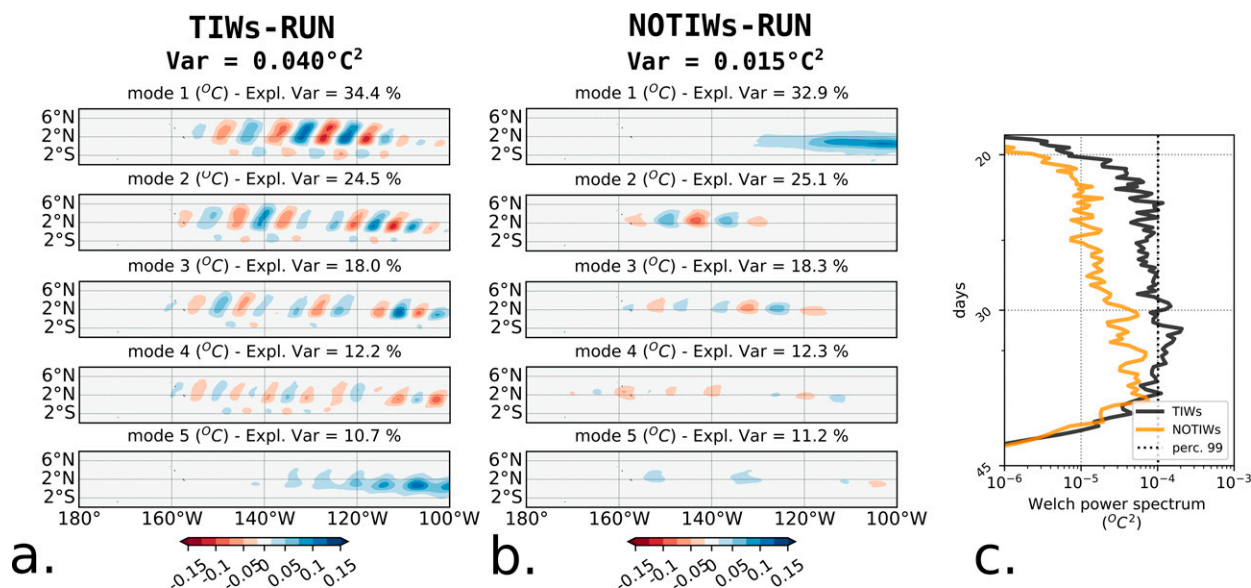 TIWs-RUN
Var = 0.040°C²
mode 1 (°C) - Expl. Var = 34.4 %
6°N
2°N
2°S
mode 2 (°C) - Expl. Var = 24.5 %
6°N
2°N
2°S
mode 3 (°C) - Expl. Var = 18.0 %
6°N
2°N
2°S
mode 4 (°C) - Expl. Var = 12.2 %
6°N
2°N
2°S
mode 5 (°C) - Expl. Var = 10.7 %
6°N
2°N
2°S
180° 160°W 140°W 120°W 100°W
-0.15 -0.10 -0.05 0 0.05 0.1 0.15
a.
NOTIWs-RUN
Var = 0.015°C²
mode 1 (°C) - Expl. Var = 32.9 %
6°N
2°N
2°S
mode 2 (°C) - Expl. Var = 25.1 %
6°N
2°N
2°S
mode 3 (°C) - Expl. Var = 18.3 %
6°N
2°N
2°S
mode 4 (°C) - Expl. Var = 12.3 %
6°N
2°N
2°S
mode 5 (°C) - Expl. Var = 11.2 %
6°N
2°N
2°S
180° 160°W 140°W 120°W 100°W
-0.15 -0.10 -0.05 0 0.05 0.1 0.15
b.
days
20
30
45
TIWs
NOTIWs
perc. 99
10⁻⁶ 10⁻⁵ 10⁻⁴ 10⁻³
Welch power spectrum
(°C²)
c.